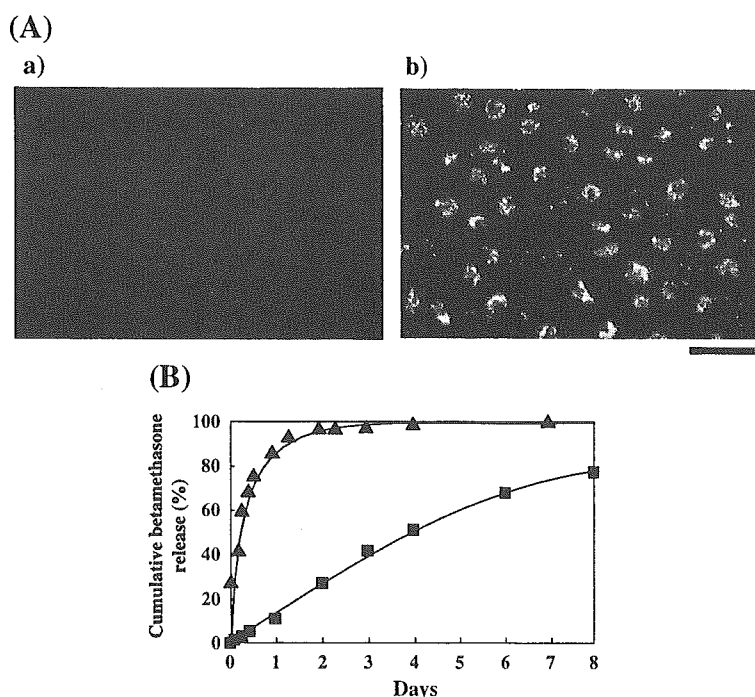 (A)
a)
b)
(B)
Cumulative betamethasone
release (%)
100
80
60
40
20
0
0 1 2 3 4 5 6 7 8
Days